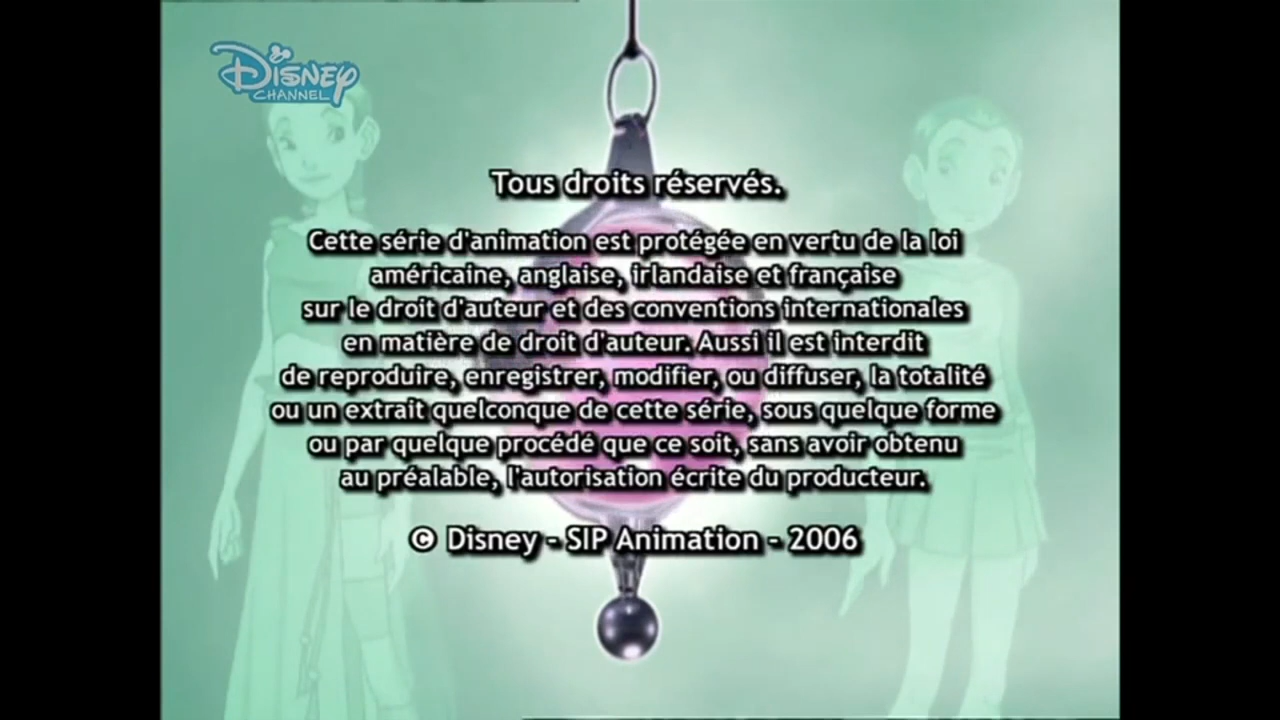 Disney
CHANNEL
Tous droits réservés.
Cette série d'animation est protégée en vertu de la loi
américaine, anglaise, irlandaise et française
sur le droit d'auteur et des conventions internationales
en matière de droit d'auteur. Aussi il est interdit
de reproduire, enregistrer, modifier, ou diffuser, la totalité
ou un extrait quelconque de cette série, sous quelque forme
ou par quelque procédé que ce soit, sans avoir obtenu
au préalable, l'autorisation écrite du producteur.
© Disney - SIP Animation - 2006